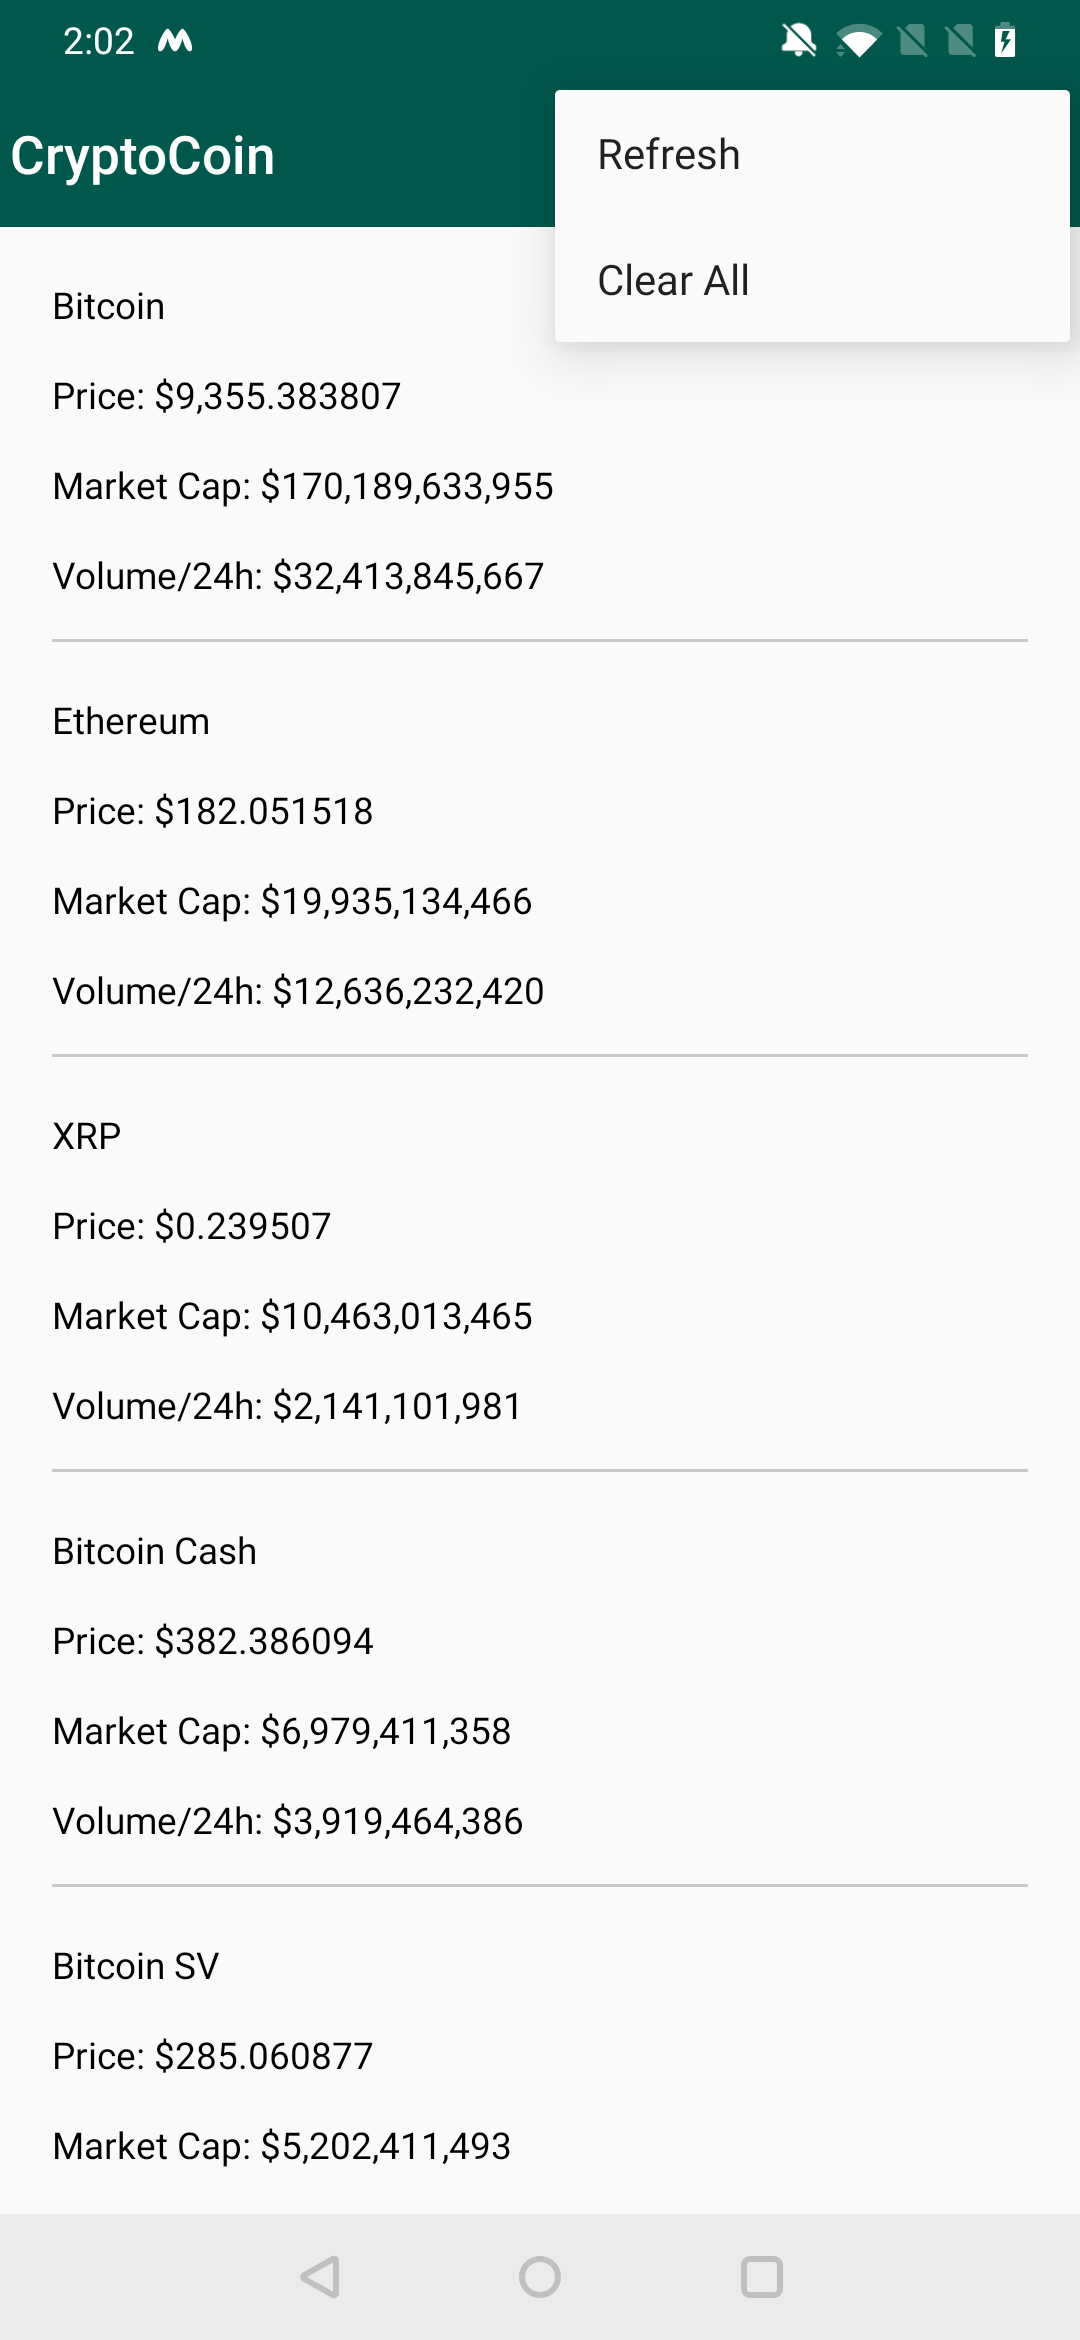 2:02
CryptoCoin
Refresh
Clear All
Bitcoin
Price: $9,355.383807
Market Cap: $170,189,633,955
Volume/24h: $32,413,845,667
Ethereum
Price: $182.051518
Market Cap: $19,935,134,466
Volume/24h: $12,636,232,420
XRP
Price: $0.239507
Market Cap: $10,463,013,465
Volume/24h: $2,141,101,981
Bitcoin Cash
Price: $382.386094
Market Cap: $6,979,411,358
Volume/24h: $3,919,464,386
Bitcoin SV
Price: $285.060877
Market Cap: $5,202,411,493